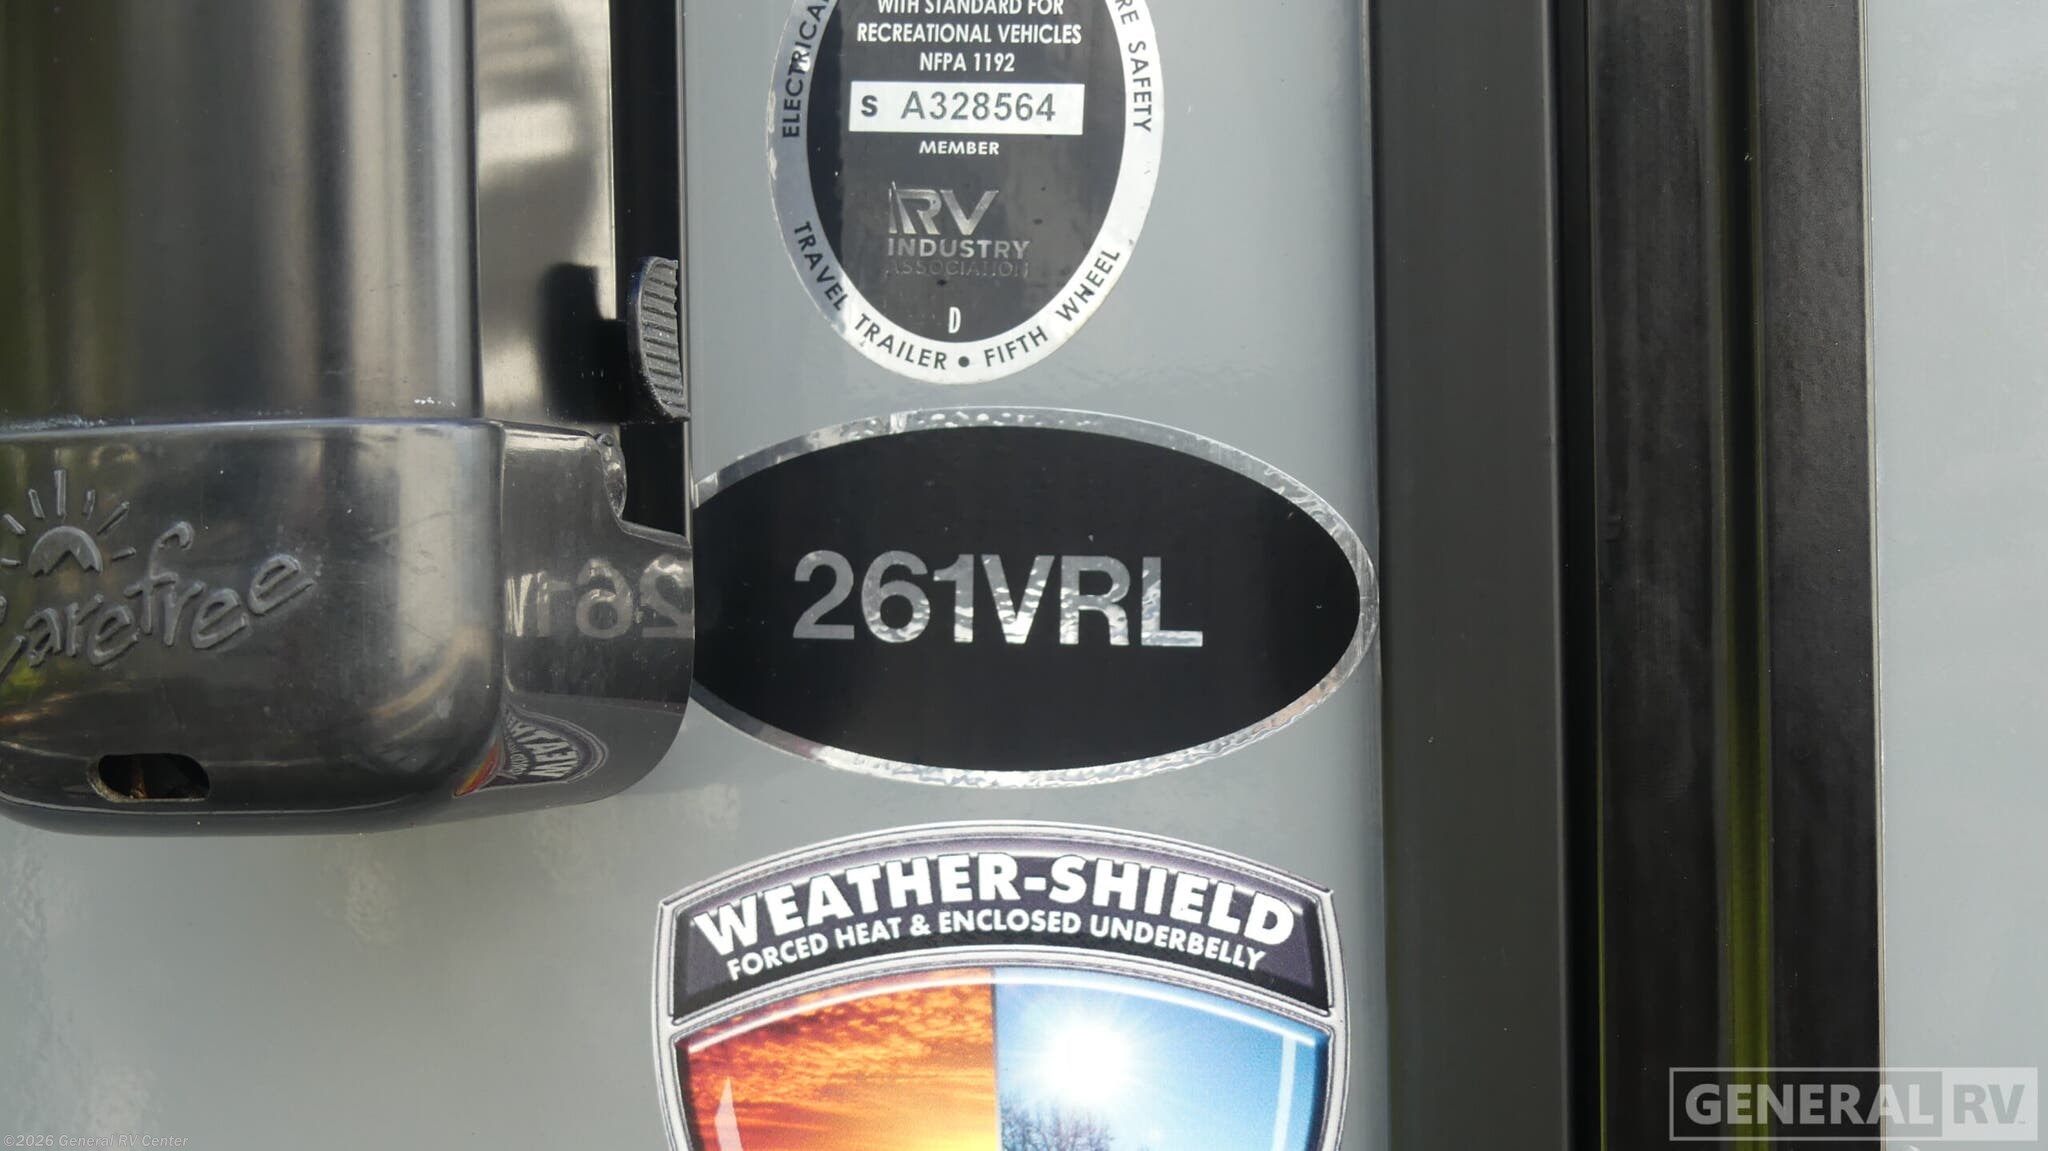 ELECTRICAL
WITH STANDARD FOR
RECREATIONAL VEHICLES
NFPA 1192
S A328564
MEMBER
RV
INDUSTRY
ASSOCIATION
D
SAFETY
TRAVEL TRAILER • FIFTH WHEEL
Carefree
261VRL
WEATHER-SHIELD
FORCED HEAT & ENCLOSED UNDERBELLY
GENERAL RV
©2026 General RV Center